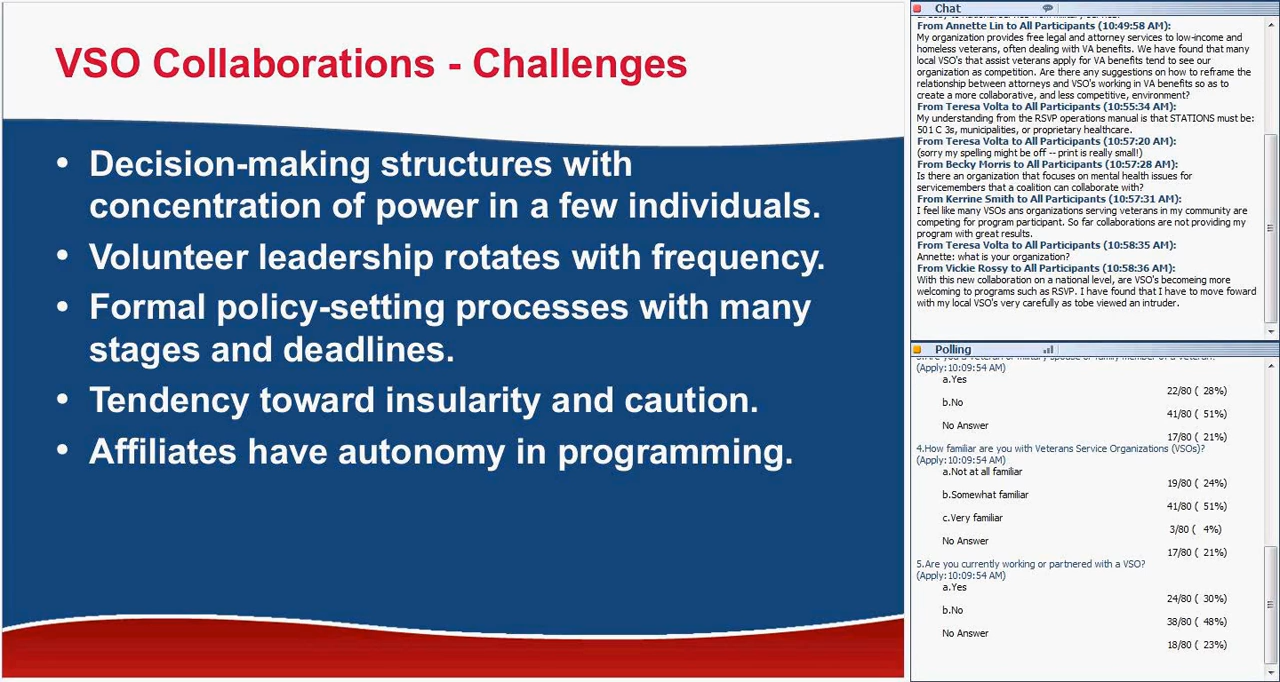 VSO Collaborations - Challenges
• Decision-making structures with
concentration of power in a few individuals.
• Volunteer leadership rotates with frequency.
• Formal policy-setting processes with many
stages and deadlines.
• Tendency toward insularity and caution.
• Affiliates have autonomy in programming.
Chat
From Annette Lin to All Participants (10:49:58 AM):
My organization provides free legal and attorney services to low-income and
homeless veterans, often dealing with VA benefits. We have found that many
local VSO's that assist veterans apply for VA benefits tend to see our
organization as competition. Are there any suggestions on how to reframe the
relationship between attorneys and VSO's working in VA benefits so as to
create a more collaborative, and less competitive, environment?
From Teresa Volta to All Participants (10:55:34 AM):
My understanding from the RSVP operations manual is that STATIONS must be:
501 C 3s, municipalities, or proprietary healthcare.
From Teresa Volta to All Participants (10:57:20 AM):
(sorry my spelling might be off -- print is really small!)
From Becky Morris to All Participants (10:57:28 AM):
Is there an organization that focuses on mental health issues for
servicemembers that a coalition can collaborate with?
From Kerrine Smith to All Participants (10:57:31 AM):
I feel like many VSOs ans organizations serving veterans in my community are
competing for program participant. So far collaborations are not providing my
program with great results.
From Teresa Volta to All Participants (10:58:35 AM):
Annette: what is your organization?
From Vickie Rossy to All Participants (10:58:36 AM):
With this new collaboration on a national level, are VSO's becomeing more
welcoming to programs such as RSVP. I have found that I have to move foward
with my local VSO's very carefully as tobe viewed an intruder.
Polling
(Apply:10:09:54 AM)
a.Yes
22/80 ( 28%)
b.No
41/80 ( 51%)
No Answer
17/80 ( 21%)
4.How familiar are you with Veterans Service Organizations (VSOs)?
(Apply:10:09:54 AM)
a.Not at all familiar
19/80 ( 24%)
b.Somewhat familiar
41/80 ( 51%)
c.Very familiar
3/80 ( 4%)
No Answer
17/80 ( 21%)
5.Are you currently working or partnered with a VSO?
(Apply:10:09:54 AM)
a.Yes
24/80 ( 30%)
b.No
38/80 ( 48%)
No Answer
18/80 ( 23%)